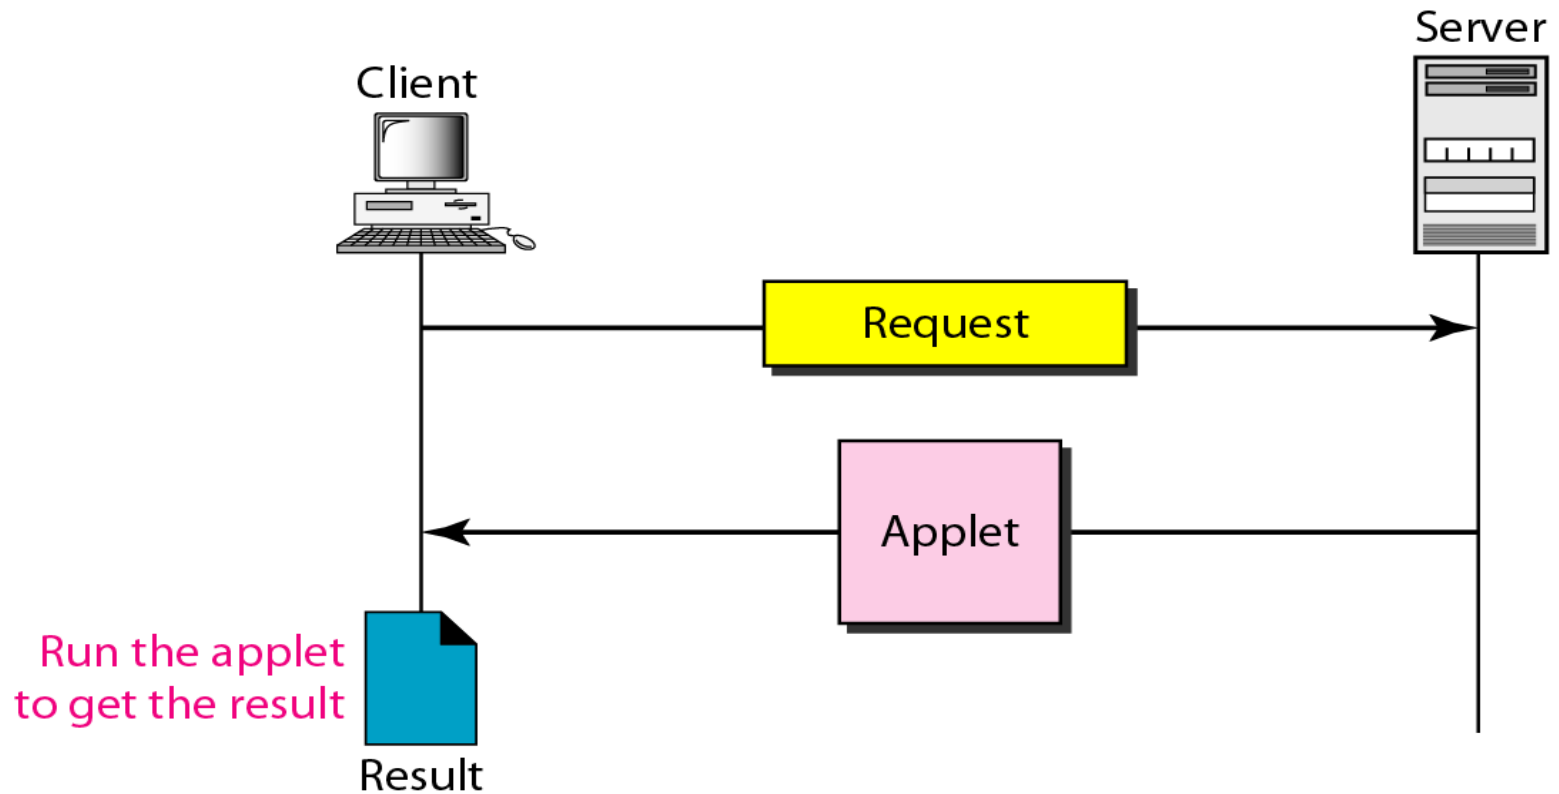 Server
Client
Request
Applet
Run the applet
to get the result
Result